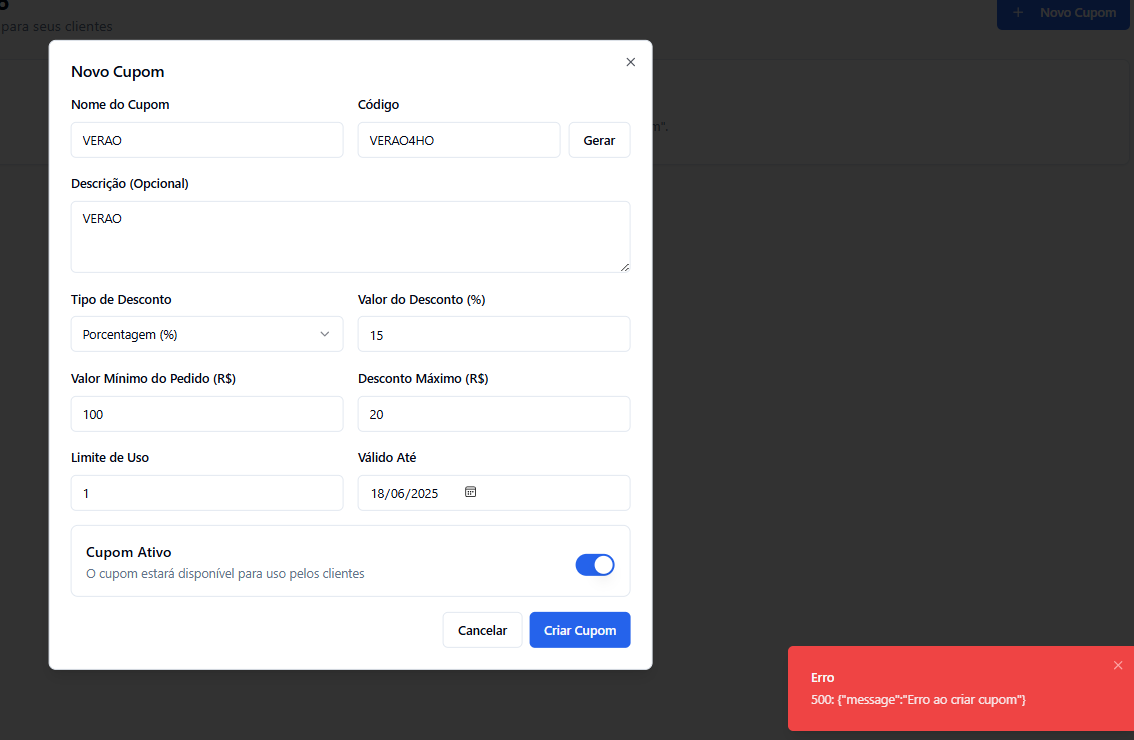 para seus clientes
+ Novo Cupom
Novo Cupom
Nome do Cupom
Código
VERAO
VERAO4HO
Gerar
Descrição (Opcional)
VERAO
Tipo de Desconto
Valor do Desconto (%)
Porcentagem (%)
15
Valor Mínimo do Pedido (R$)
Desconto Máximo (R$)
100
20
Limite de Uso
Válido Até
1
18/06/2025
Cupom Ativo
O cupom estará disponível para uso pelos clientes
Cancelar
Criar Cupom
Erro
500: {"message":"Erro ao criar cupom"}